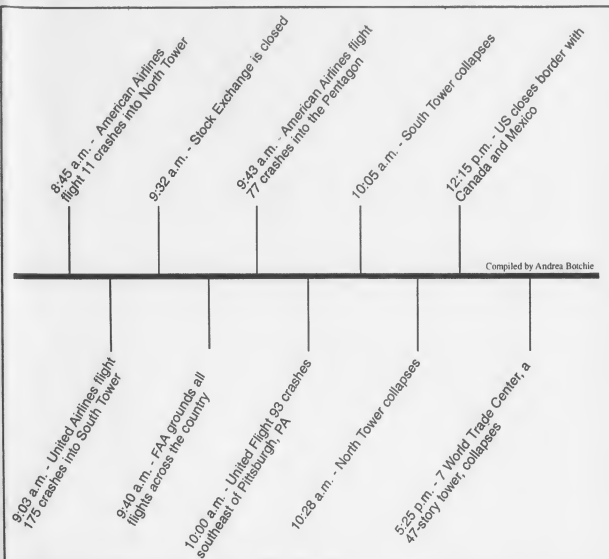 8:45 a.m. - American Airlines
flight 11 crashes into North Tower
9:32 a.m. - Stock Exchange is closed
9:43 a.m. - American Airlines flight
77 crashes into the Pentagon
10:05 a.m. - South Tower collapses
12:15 p.m. - US closes border with
Canada and Mexico
Compiled by Andrea Botchie
9:03 a.m. - United Airlines flight
175 crashes into South Tower
9:40 a.m. - FAA grounds all
flights across the country
10:00 a.m. - United Flight 93 crashes
southeast of Pittsburgh, PA
10:28 a.m. - North Tower collapses
5:25 p.m. - 7 World Trade Center, a
47-story tower, collapses